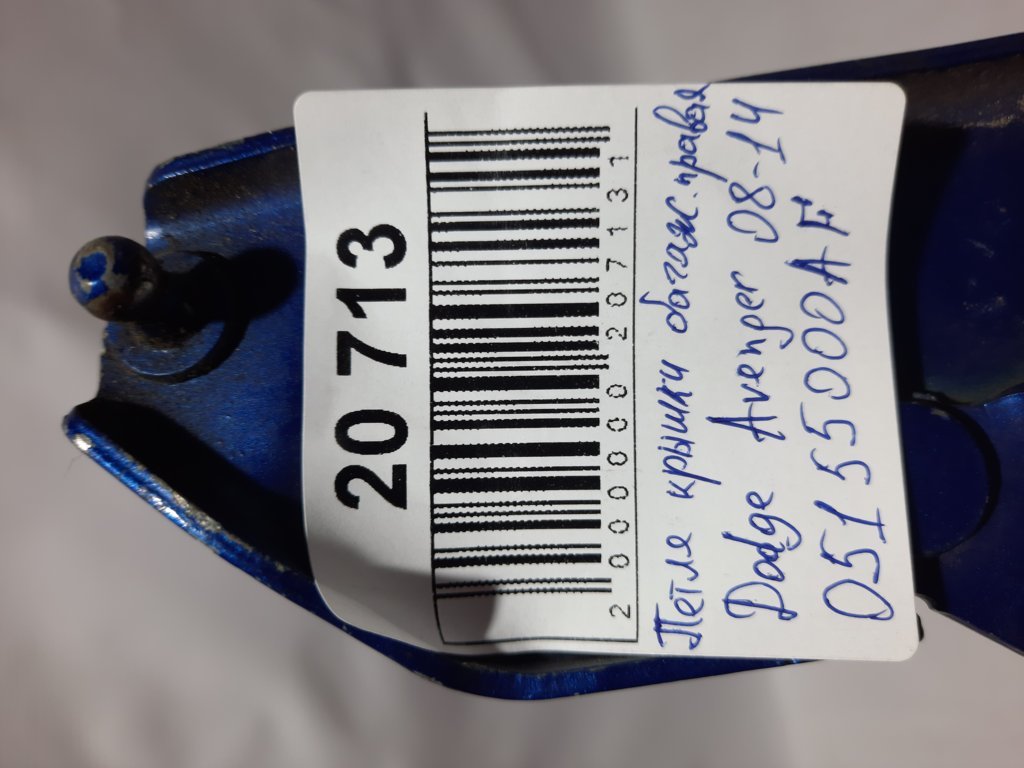 20 713
2000000207131
Петля крышки багаж. правая
Dodge Avenger 08-14
05155000AF